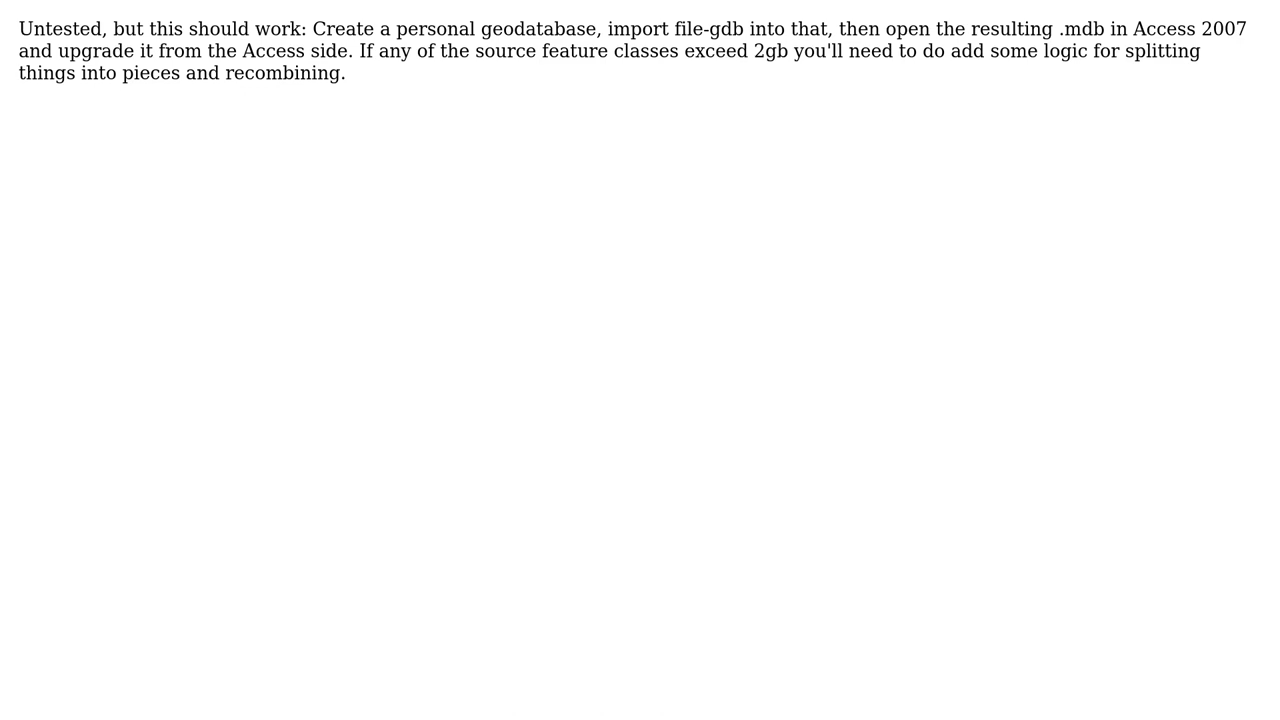 Untested, but this should work: Create a personal geodatabase, import file-gdb into that, then open the resulting .mdb in Access 2007
and upgrade it from the Access side. If any of the source feature classes exceed 2gb you'll need to do add some logic for splitting
things into pieces and recombining.